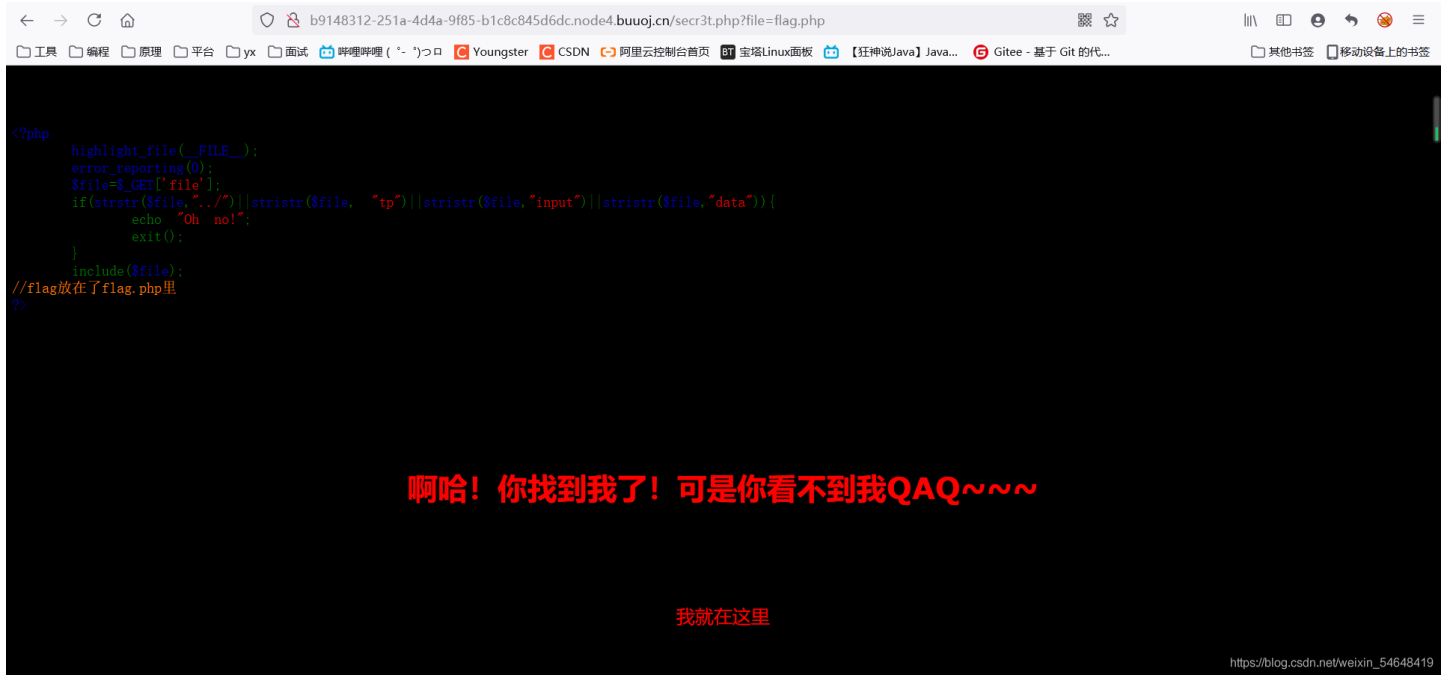 b9148312-251a-4d4a-9f85-b1c8c845d6dc.node4.buuoj.cn/secr3t.php?file=flag.php
工具 编程 原理 平台 yx 面试 哔哩哔哩 ( ゜- ゜)つロ Youngster CSDN 阿里云控制台首页 宝塔Linux面板 【狂神说Java】Java... Gitee - 基于 Git 的代... 其他书签 移动设备上的书签
<?php
highlight_file(__FILE__);
error_reporting(0);
$file=$_GET['file'];
if(strstr($file,"../")||stristr($file, "tp")||stristr($file,"input")||stristr($file,"data")){
echo "Oh no!";
exit();
}
include($file);
//flag放在了flag.php里
?>
啊哈！你找到我了！可是你看不到我QAQ~~~
我就在这里
https://blog.csdn.net/weixin_54648419